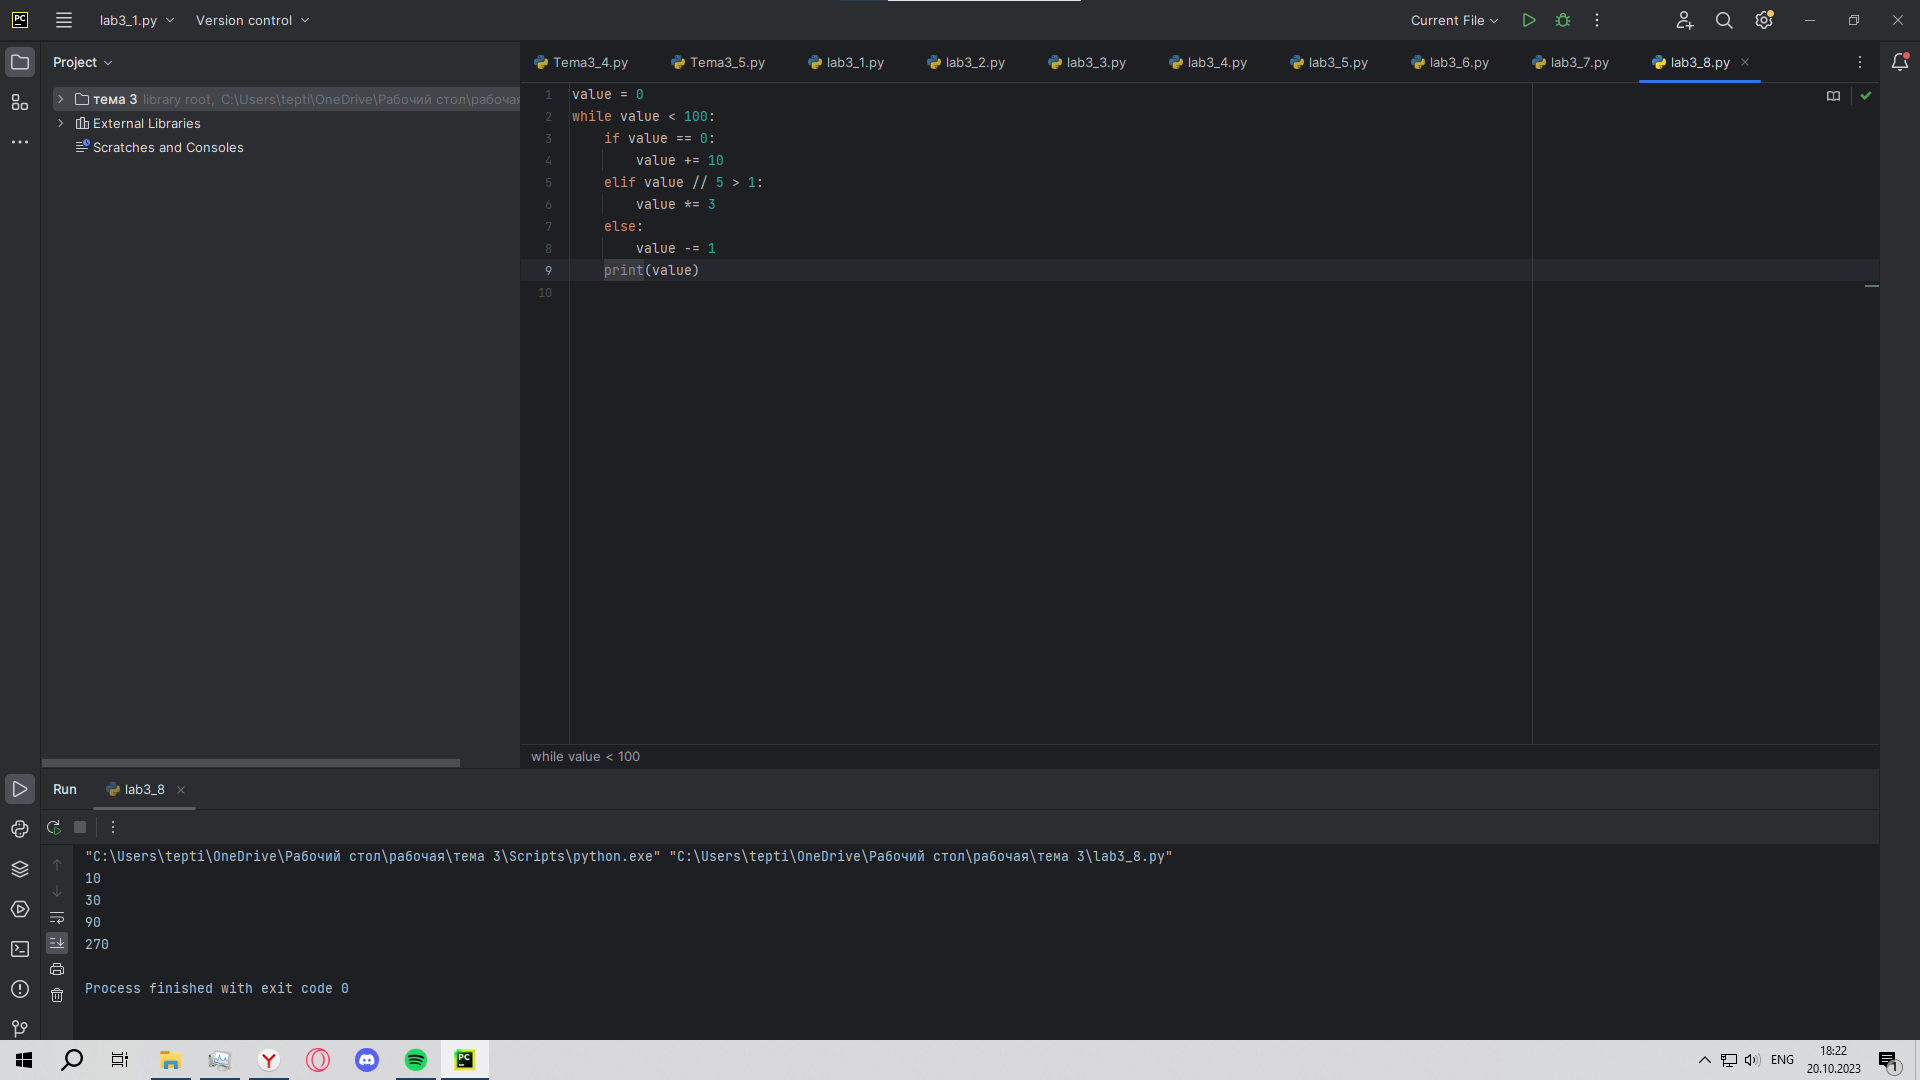 PC lab3_1.py Version control Current File
Project
Tema3_4.py Tema3_5.py lab3_1.py lab3_2.py lab3_3.py lab3_4.py lab3_5.py lab3_6.py lab3_7.py lab3_8.py
тема 3 library root, C:\Users\tepti\OneDrive\Рабочий стол\рабочая
External Libraries
Scratches and Consoles
1 value = 0
2 while value < 100:
3     if value == 0:
4         value += 10
5     elif value // 5 > 1:
6         value *= 3
7     else:
8         value -= 1
9     print(value)
10
while value < 100
Run lab3_8
"C:\Users\tepti\OneDrive\Рабочий стол\рабочая\тема 3\Scripts\python.exe" "C:\Users\tepti\OneDrive\Рабочий стол\рабочая\тема 3\lab3_8.py"
10
30
90
270
Process finished with exit code 0
PC ENG 18:22
20.10.2023
1